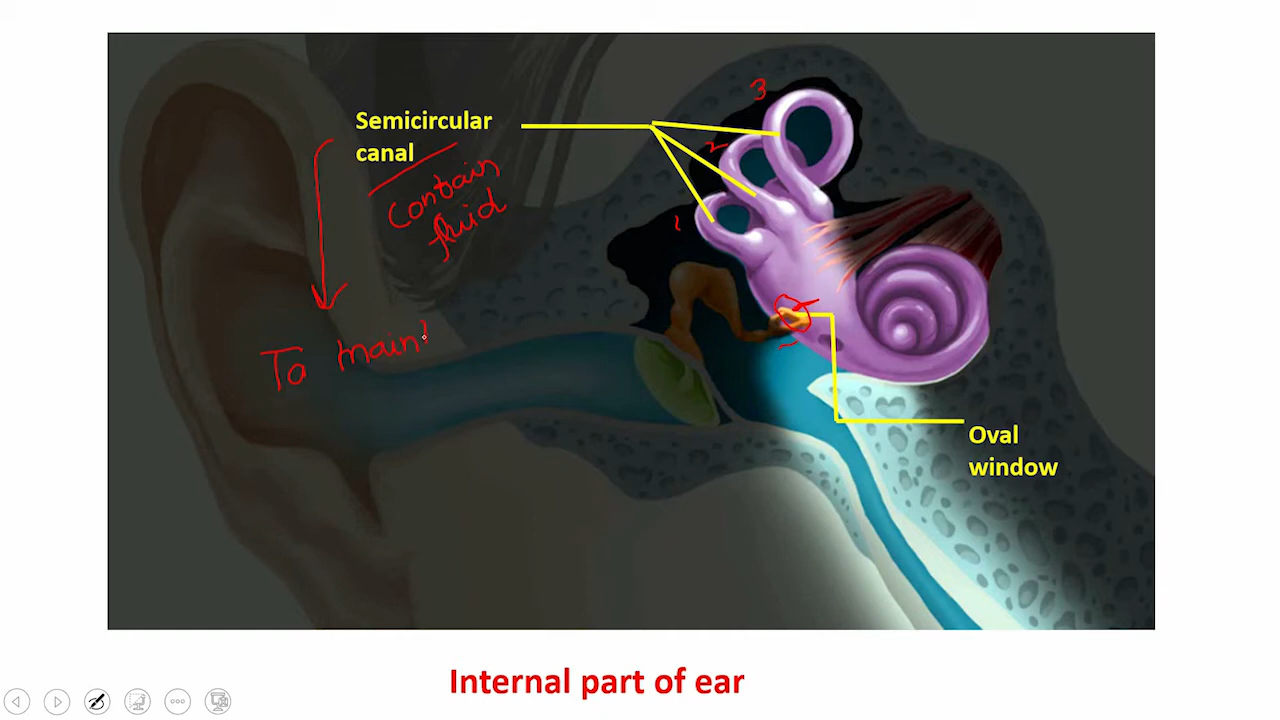 Semicircular
canal
contain
fluid
3
2
1
To main
Oval
window
Internal part of ear